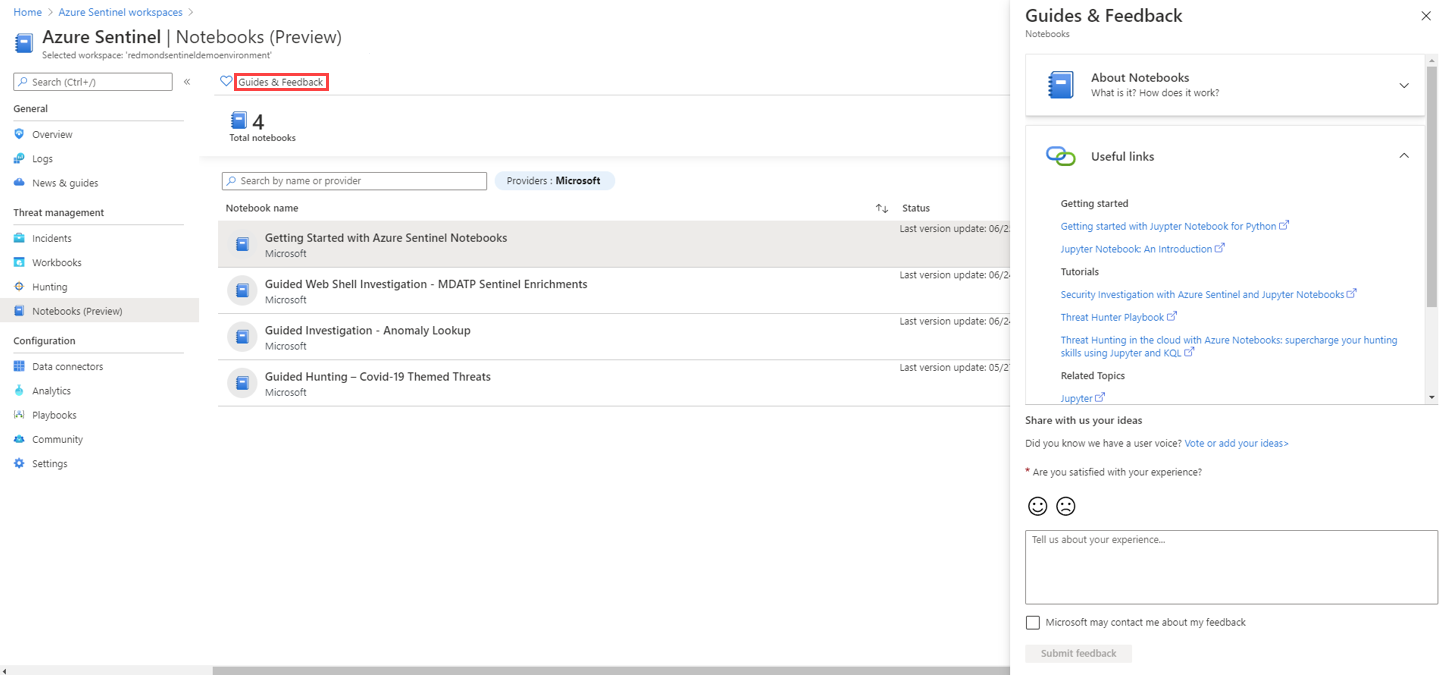 Home > Azure Sentinel workspaces >
Azure Sentinel | Notebooks (Preview)
Selected workspace: 'redmondsentineldemoenvironment'
Search (Ctrl+/)
«
General
Overview
Logs
News & guides
Threat management
Incidents
Workbooks
Hunting
Notebooks (Preview)
Configuration
Data connectors
Analytics
Playbooks
Community
Settings
Guides & Feedback
4
Total notebooks
Search by name or provider
Providers : Microsoft
Notebook name
Status
Getting Started with Azure Sentinel Notebooks
Microsoft
Last version update: 06/2
Guided Web Shell Investigation - MDATP Sentinel Enrichments
Microsoft
Last version update: 06/24
Guided Investigation - Anomaly Lookup
Microsoft
Last version update: 06/24
Guided Hunting – Covid-19 Themed Threats
Microsoft
Last version update: 05/27
Guides & Feedback
Notebooks
About Notebooks
What is it? How does it work?
Useful links
Getting started
Getting started with Juypter Notebook for Python
Jupyter Notebook: An Introduction
Tutorials
Security Investigation with Azure Sentinel and Jupyter Notebooks
Threat Hunter Playbook
Threat Hunting in the cloud with Azure Notebooks: supercharge your hunting
skills using Jupyter and KQL
Related Topics
Jupyter
Share with us your ideas
Did you know we have a user voice? Vote or add your ideas>
* Are you satisfied with your experience?
Tell us about your experience...
Microsoft may contact me about my feedback
Submit feedback